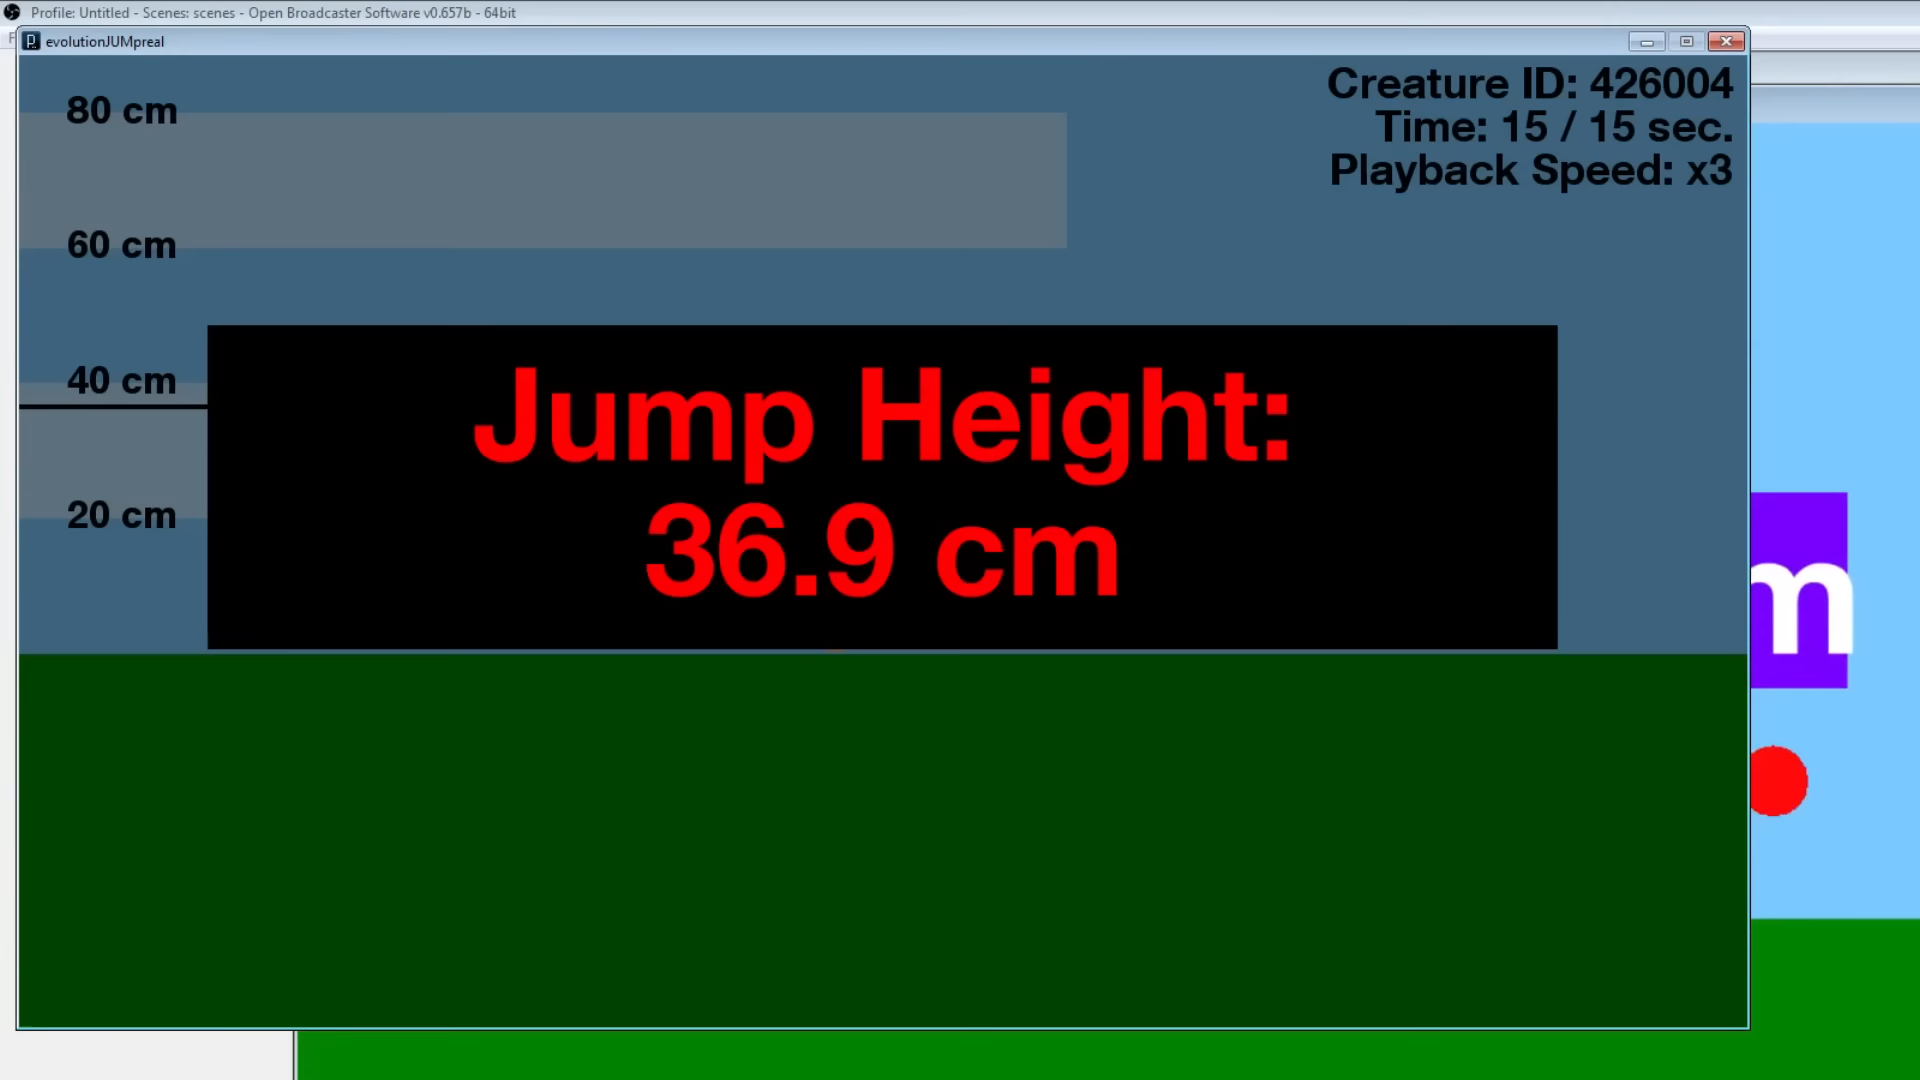 Profile: Untitled - Scenes: scenes - Open Broadcaster Software v0.657b - 64bit
evolutionJUMpreal
Creature ID: 426004
Time: 15 / 15 sec.
Playback Speed: x3
80 cm
60 cm
40 cm
20 cm
Jump Height:
36.9 cm
m